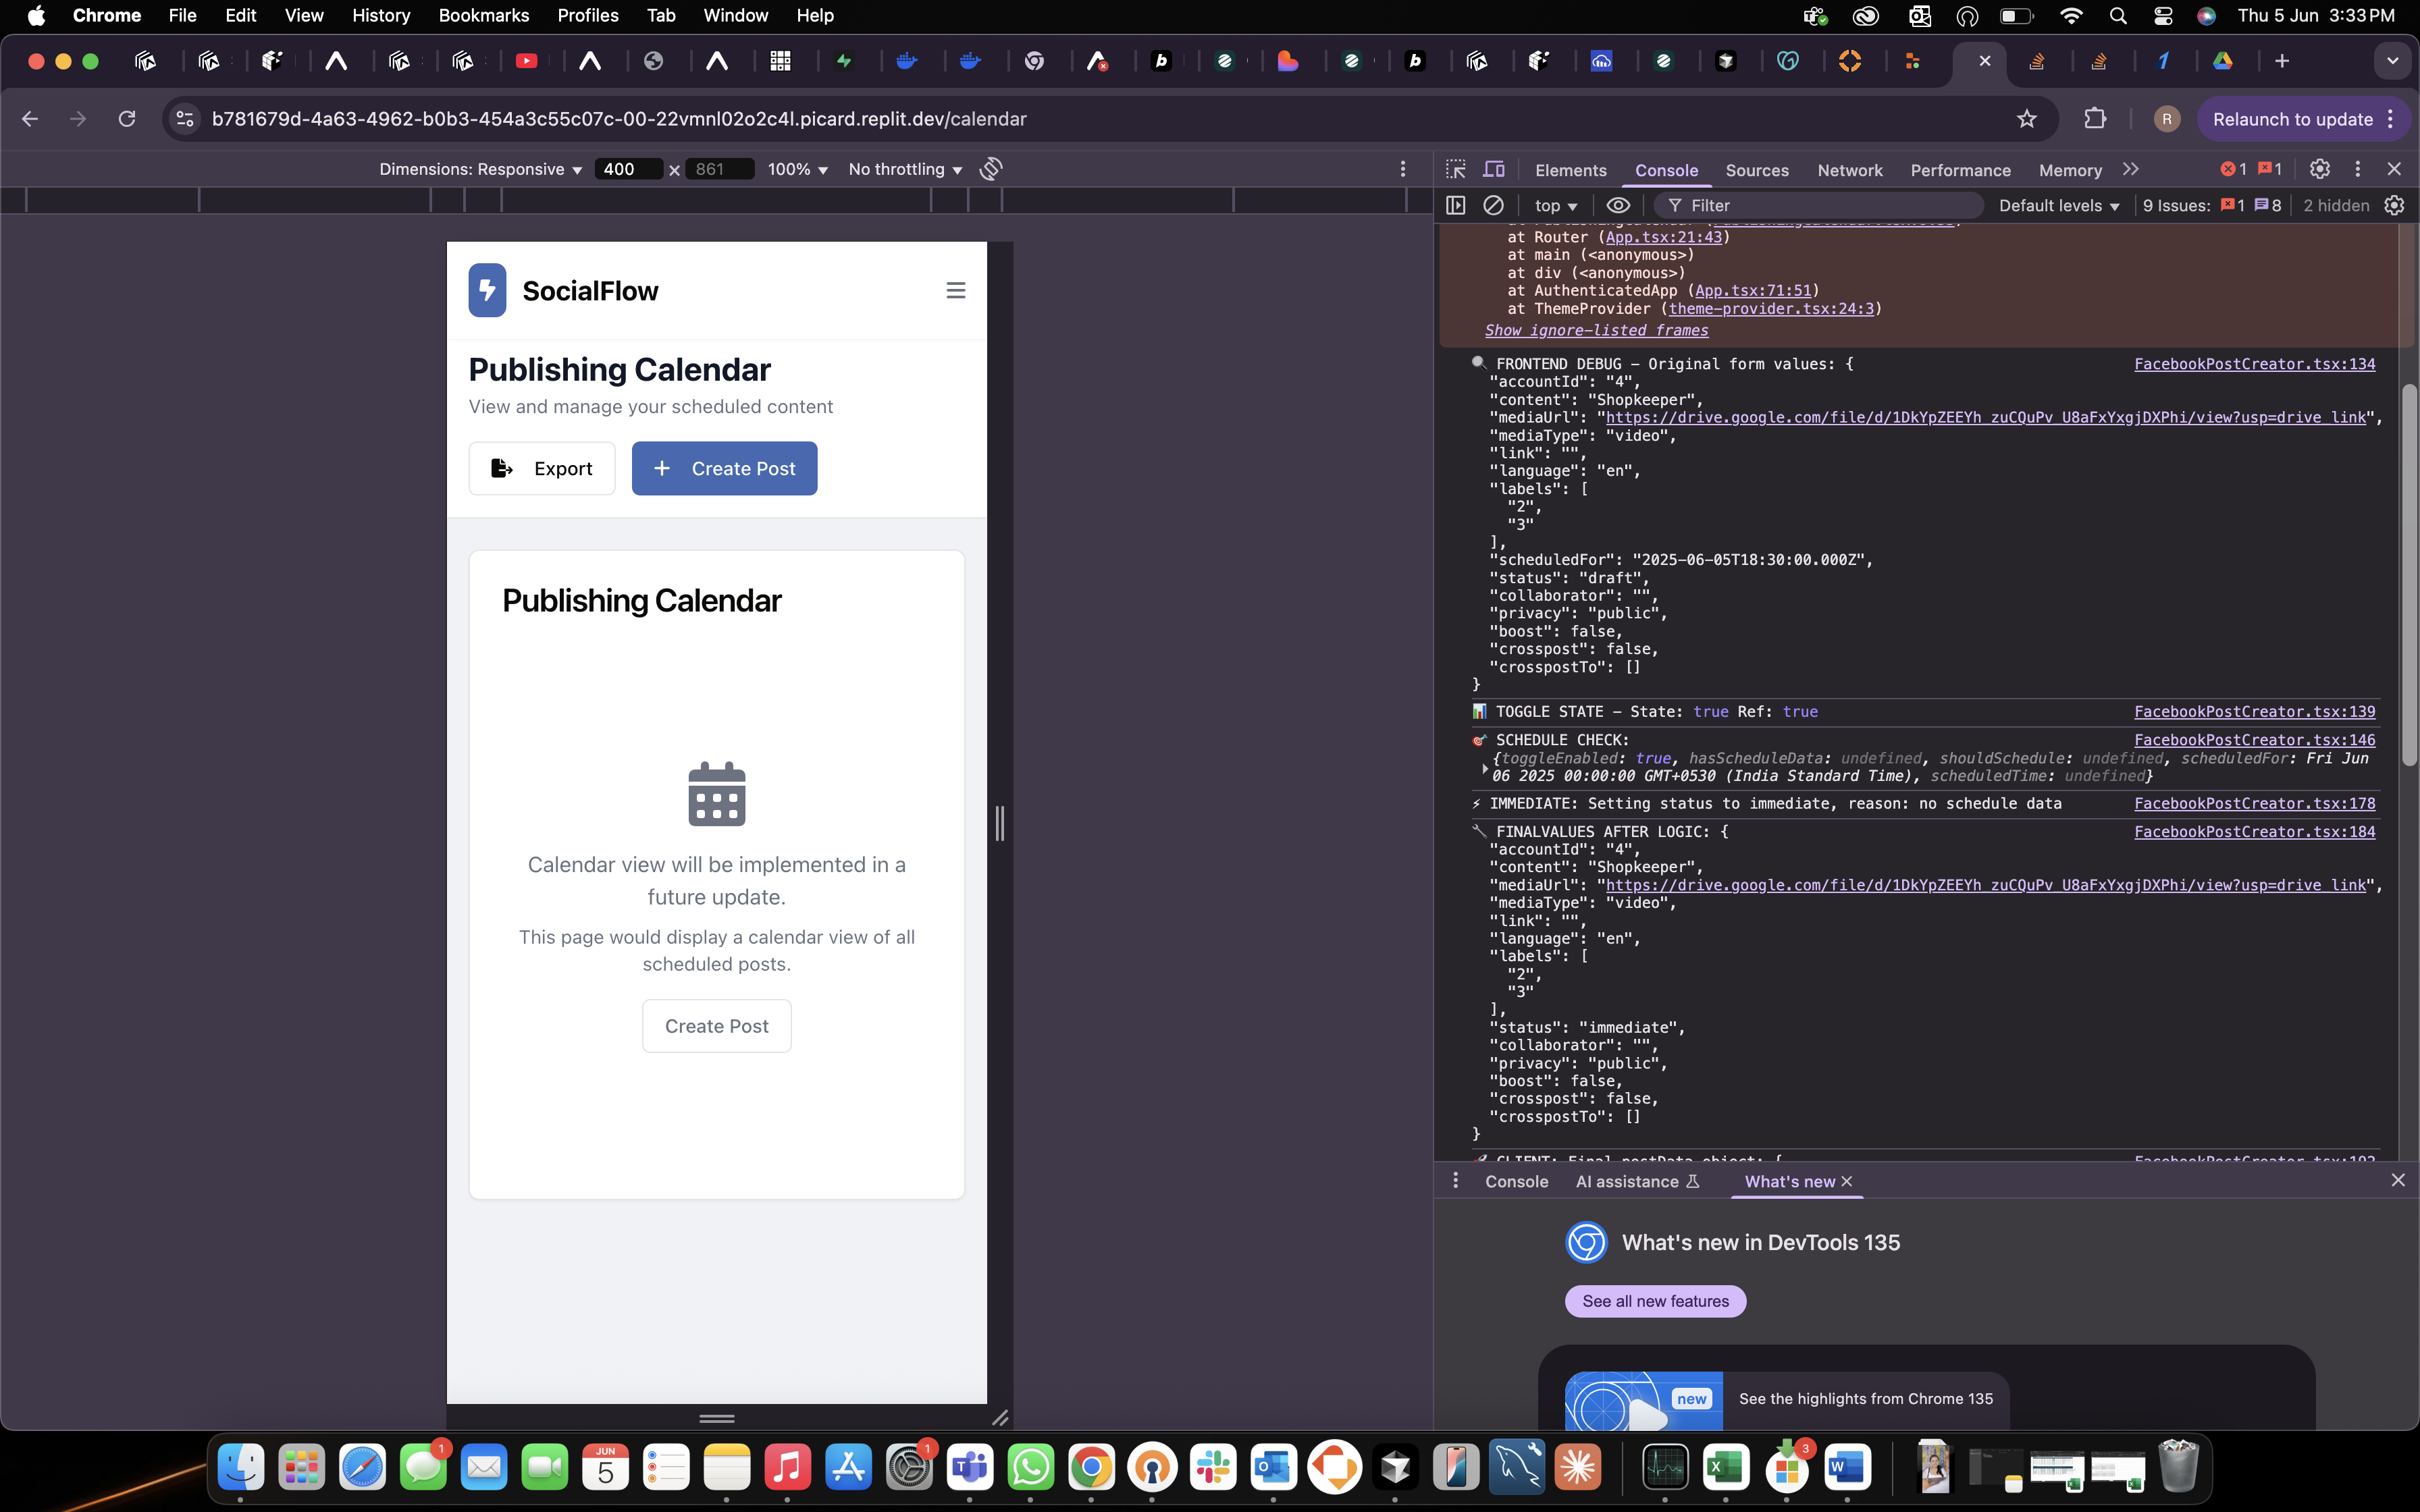 Chrome File Edit View History Bookmarks Profiles Tab Window Help Thu 5 Jun 3:33 PM
b781679d-4a63-4962-b0b3-454a3c55c07c-00-22vmnl02o2c4l.picard.replit.dev/calendar R Relaunch to update
Dimensions: Responsive 400 x 861 100% No throttling
Elements Console Sources Network Performance Memory 1 1
top Filter Default levels 9 Issues: 1 8 2 hidden
SocialFlow
Publishing Calendar
View and manage your scheduled content
Export + Create Post
Publishing Calendar
Calendar view will be implemented in a
future update.
This page would display a calendar view of all
scheduled posts.
Create Post
at Router (App.tsx:21:43)
at main (<anonymous>)
at div (<anonymous>)
at AuthenticatedApp (App.tsx:71:51)
at ThemeProvider (theme-provider.tsx:24:3)
Show ignore-listed frames
🔍 FRONTEND DEBUG – Original form values: { FacebookPostCreator.tsx:134
"accountId": "4",
"content": "Shopkeeper",
"mediaUrl": "https://drive.google.com/file/d/1DkYpZEEYh_zuCQuPv_U8aFxYxgjDXPhi/view?usp=drive_link",
"mediaType": "video",
"link": "",
"language": "en",
"labels": [
"2",
"3"
],
"scheduledFor": "2025-06-05T18:30:00.000Z",
"status": "draft",
"collaborator": "",
"privacy": "public",
"boost": false,
"crosspost": false,
"crosspostTo": []
}
📊 TOGGLE STATE – State: true Ref: true FacebookPostCreator.tsx:139
🎯 SCHEDULE CHECK: FacebookPostCreator.tsx:146
{toggleEnabled: true, hasScheduleData: undefined, shouldSchedule: undefined, scheduledFor: Fri Jun
06 2025 00:00:00 GMT+0530 (India Standard Time), scheduledTime: undefined}
⚡ IMMEDIATE: Setting status to immediate, reason: no schedule data FacebookPostCreator.tsx:178
🔧 FINALVALUES AFTER LOGIC: { FacebookPostCreator.tsx:184
"accountId": "4",
"content": "Shopkeeper",
"mediaUrl": "https://drive.google.com/file/d/1DkYpZEEYh_zuCQuPv_U8aFxYxgjDXPhi/view?usp=drive_link",
"mediaType": "video",
"link": "",
"language": "en",
"labels": [
"2",
"3"
],
"status": "immediate",
"collaborator": "",
"privacy": "public",
"boost": false,
"crosspost": false,
"crosspostTo": []
}
🚀 CLIENT: Final postData object: { FacebookPostCreator.tsx:192
Console AI assistance What's new
What's new in DevTools 135
See all new features
new See the highlights from Chrome 135
1 JUN 5 1 3